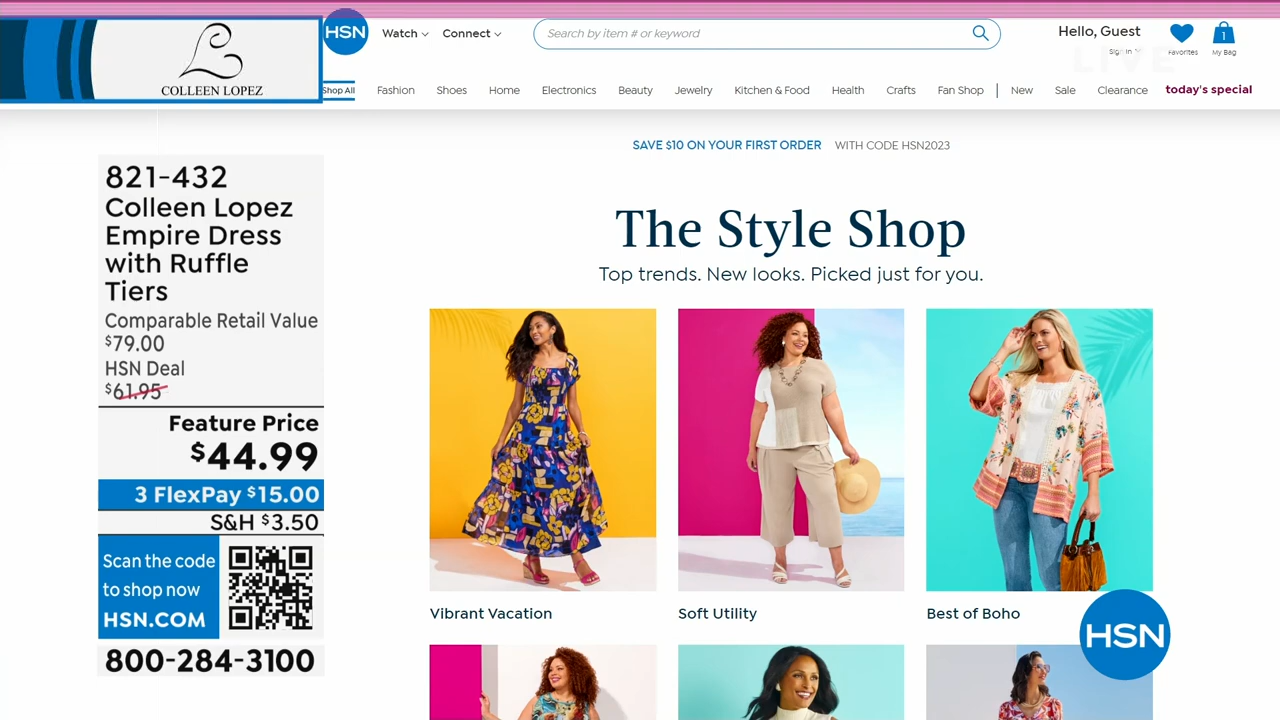 COLLEEN LOPEZ
HSN
Watch
Connect
Search by item # or keyword
Hello, Guest
Sign In
Favorites
1
My Bag
LIVE
Shop All
Fashion
Shoes
Home
Electronics
Beauty
Jewelry
Kitchen & Food
Health
Crafts
Fan Shop
New
Sale
Clearance
today's special
SAVE $10 ON YOUR FIRST ORDER WITH CODE HSN2023
821-432
Colleen Lopez
Empire Dress
with Ruffle
Tiers
Comparable Retail Value
$79.00
HSN Deal
$61.95
Feature Price
$44.99
3 FlexPay $15.00
S&H $3.50
Scan the code
to shop now
HSN.COM
800-284-3100
The Style Shop
Top trends. New looks. Picked just for you.
Vibrant Vacation
Soft Utility
Best of Boho
HSN